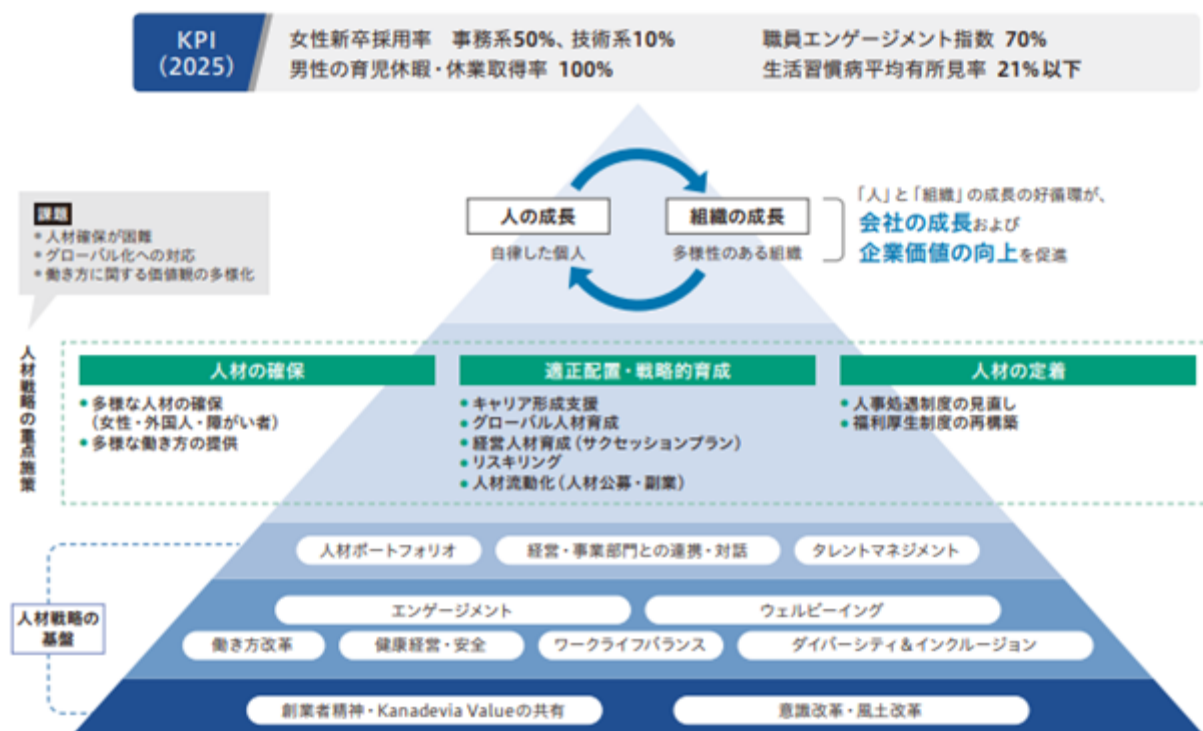 KPI
(2025)
女性新卒採用率 事務系50%、技術系10%
男性の育児休暇・休業取得率 100%
職員エンゲージメント指数 70%
生活習慣病平均有所見率 21%以下
課題
• 人材確保が困難
• グローバル化への対応
• 働き方に関する価値観の多様化
人の成長
自律した個人
組織の成長
多様性のある組織
「人」と「組織」の成長の好循環が、
会社の成長および
企業価値の向上を促進
人材戦略の重点施策
人材の確保
• 多様な人材の確保
(女性・外国人・障がい者)
• 多様な働き方の提供
適正配置・戦略的育成
• キャリア形成支援
• グローバル人材育成
• 経営人材育成(サクセッションプラン)
• リスキリング
• 人材流動化(人材公募・副業)
人材の定着
• 人事処遇制度の見直し
• 福利厚生制度の再構築
人材戦略の
基盤
人材ポートフォリオ
経営・事業部門との連携・対話
タレントマネジメント
エンゲージメント
ウェルビーイング
働き方改革
健康経営・安全
ワークライフバランス
ダイバーシティ&インクルージョン
創業者精神・Kanadevia Valueの共有
意識改革・風土改革